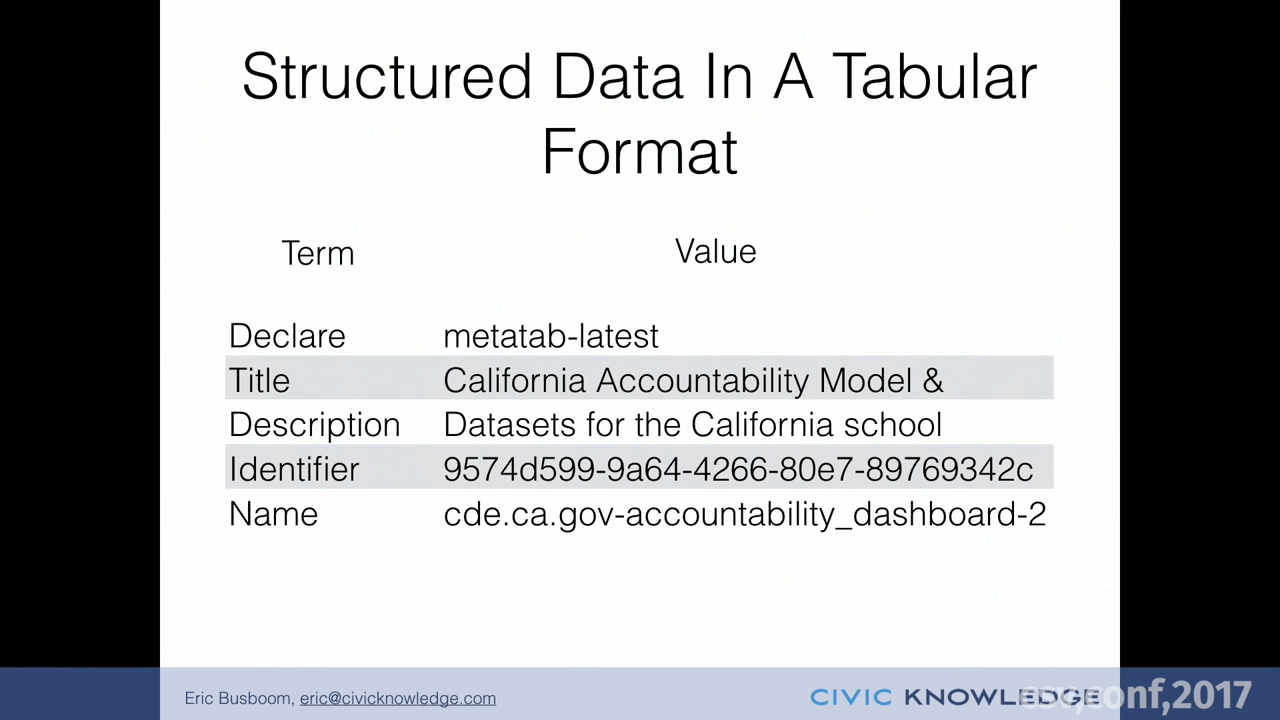 Structured Data In A Tabular
Format
Term Value
Declare metatab-latest
Title California Accountability Model &
Description Datasets for the California school
Identifier 9574d599-9a64-4266-80e7-89769342c
Name cde.ca.gov-accountability_dashboard-2
Eric Busboom, eric@civicknowledge.com CIVIC KNOWLEDGE csv,conf,2017